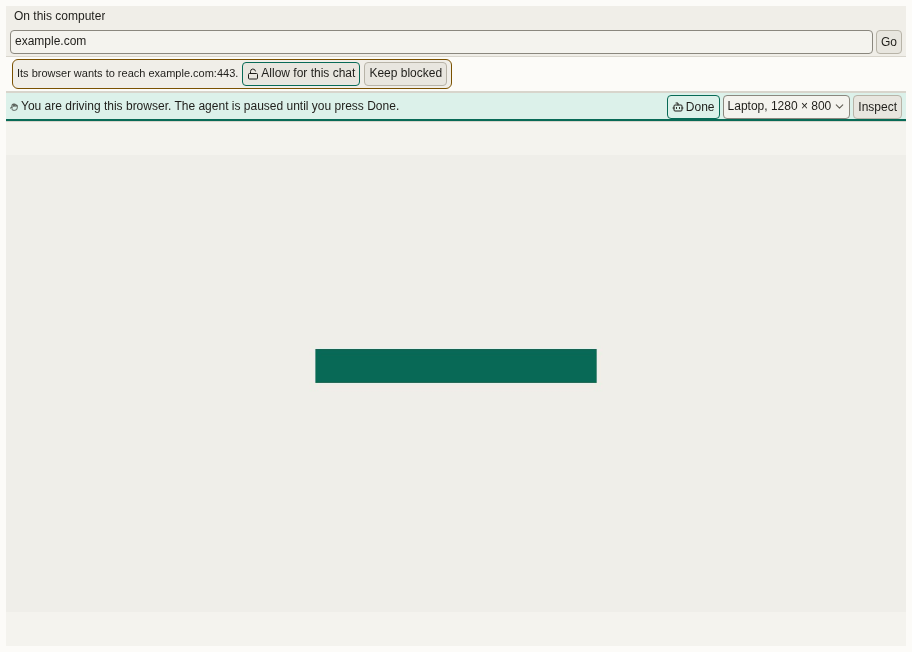 On this computer
example.com
Go
Its browser wants to reach example.com:443.
Allow for this chat
Keep blocked
You are driving this browser. The agent is paused until you press Done.
Done
Laptop, 1280 × 800
Inspect